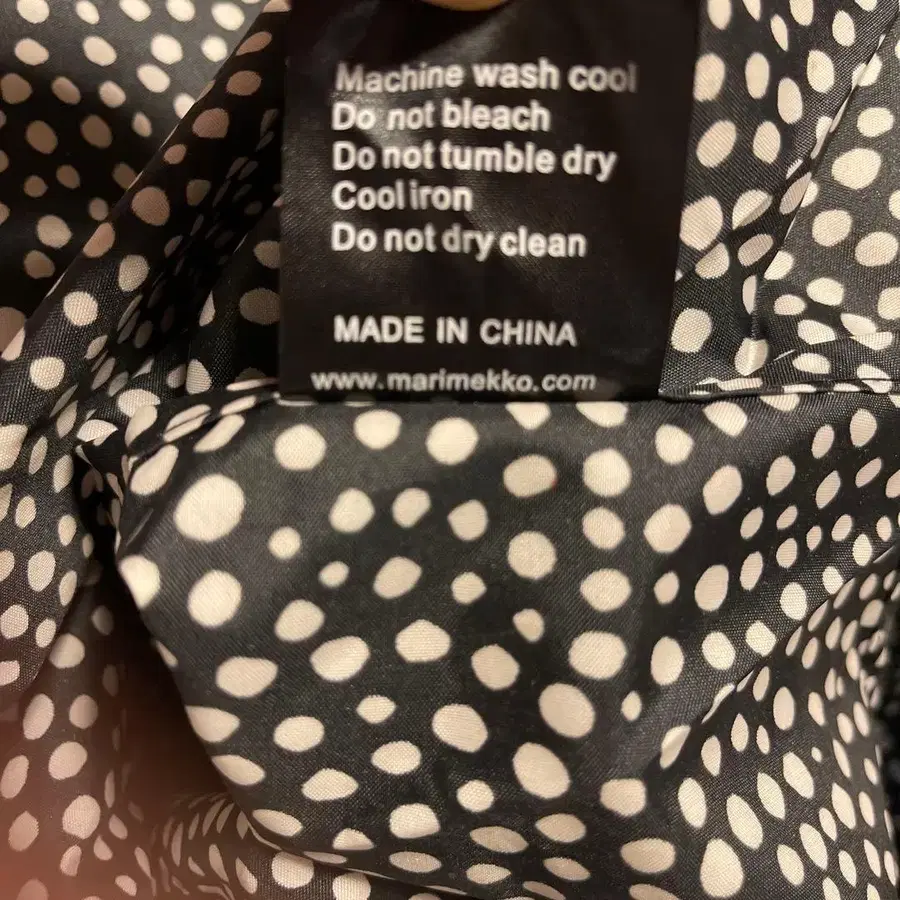 Machine wash cool
Do not bleach
Do not tumble dry
Cool iron
Do not dry clean
MADE IN CHINA
www.marimekko.com